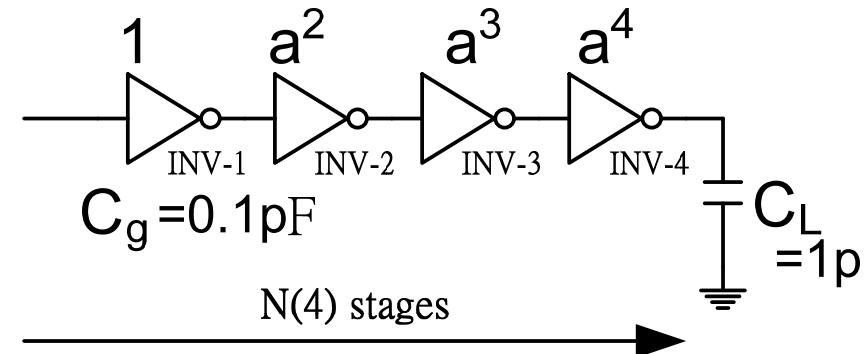 1 a² a³ a⁴
INV-1 INV-2 INV-3 INV-4
Cg=0.1pF
CL
=1p
N(4) stages